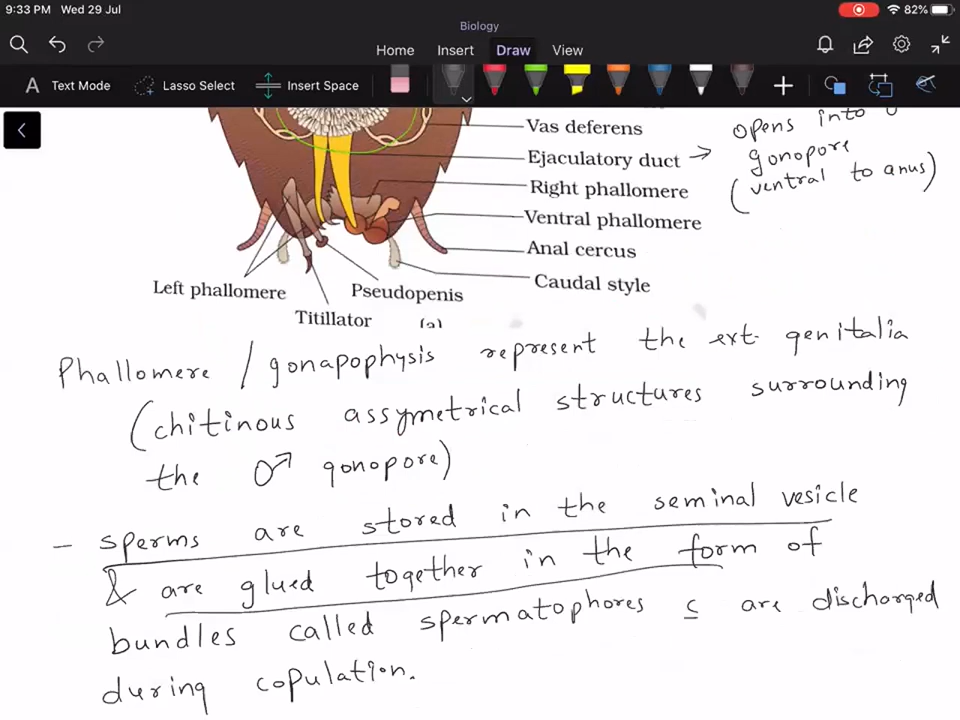 9:33 PM Wed 29 Jul
82%
Biology
Home Insert Draw View
Text Mode Lasso Select Insert Space
Vas deferens
opens into
Ejaculatory duct →
gonopore
(ventral to anus)
Right phallomere
Ventral phallomere
Anal cercus
Caudal style
Left phallomere
Pseudopenis
Titillator
(a)
Phallomere / gonapophysis represent the ext. genitalia
(chitinous assymetrical structures surrounding
the ♂ gonopore)
– sperms are stored in the seminal vesicle
& are glued together in the form of
bundles called spermatophores c are discharged
during copulation.